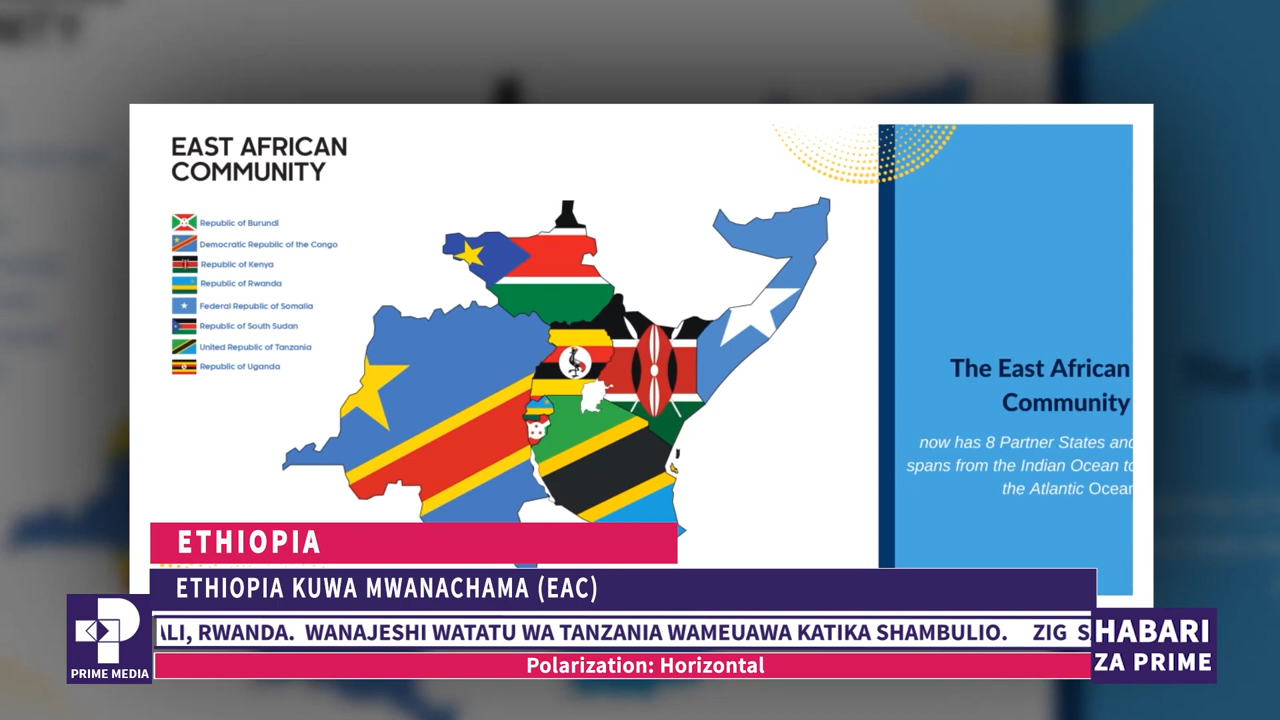 EAST AFRICAN
COMMUNITY
Republic of Burundi
Democratic Republic of the Congo
Republic of Kenya
Republic of Rwanda
Federal Republic of Somalia
Republic of South Sudan
United Republic of Tanzania
Republic of Uganda
The East African
Community
now has 8 Partner States and
spans from the Indian Ocean to
the Atlantic Ocean
ETHIOPIA
ETHIOPIA KUWA MWANACHAMA (EAC)
RWANDA. WANAJESHI WATATU WA TANZANIA WAMEUAWA KATIKA SHAMBULIO. ZIG
HABARI
ZA PRIME
PRIME MEDIA
Polarization: Horizontal